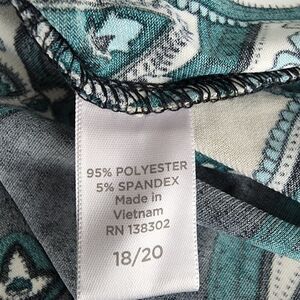 95% POLYESTER
5% SPANDEX
Made in
Vietnam
RN 138302
18/20